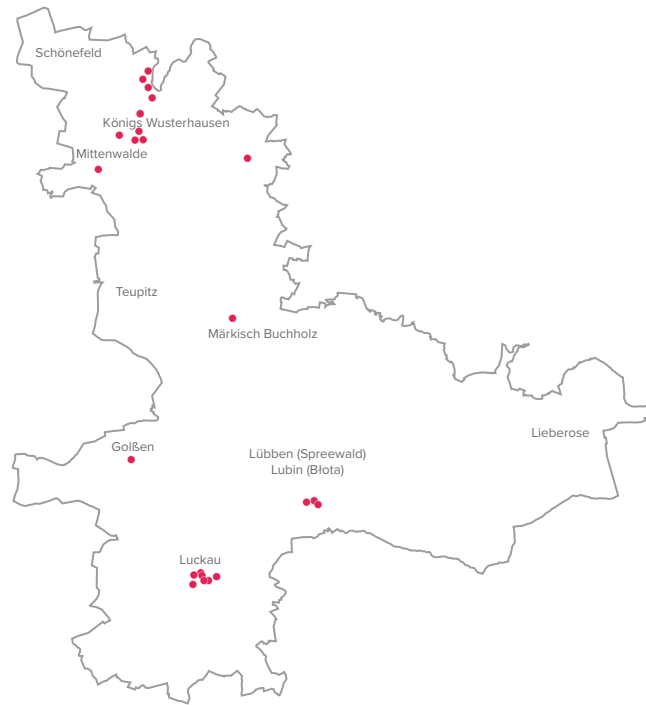 Schönefeld
Königs Wusterhausen
Mittenwalde
Teupitz
Märkisch Buchholz
Lieberose
Golßen
Lübben (Spreewald)
Lubin (Błota)
Luckau